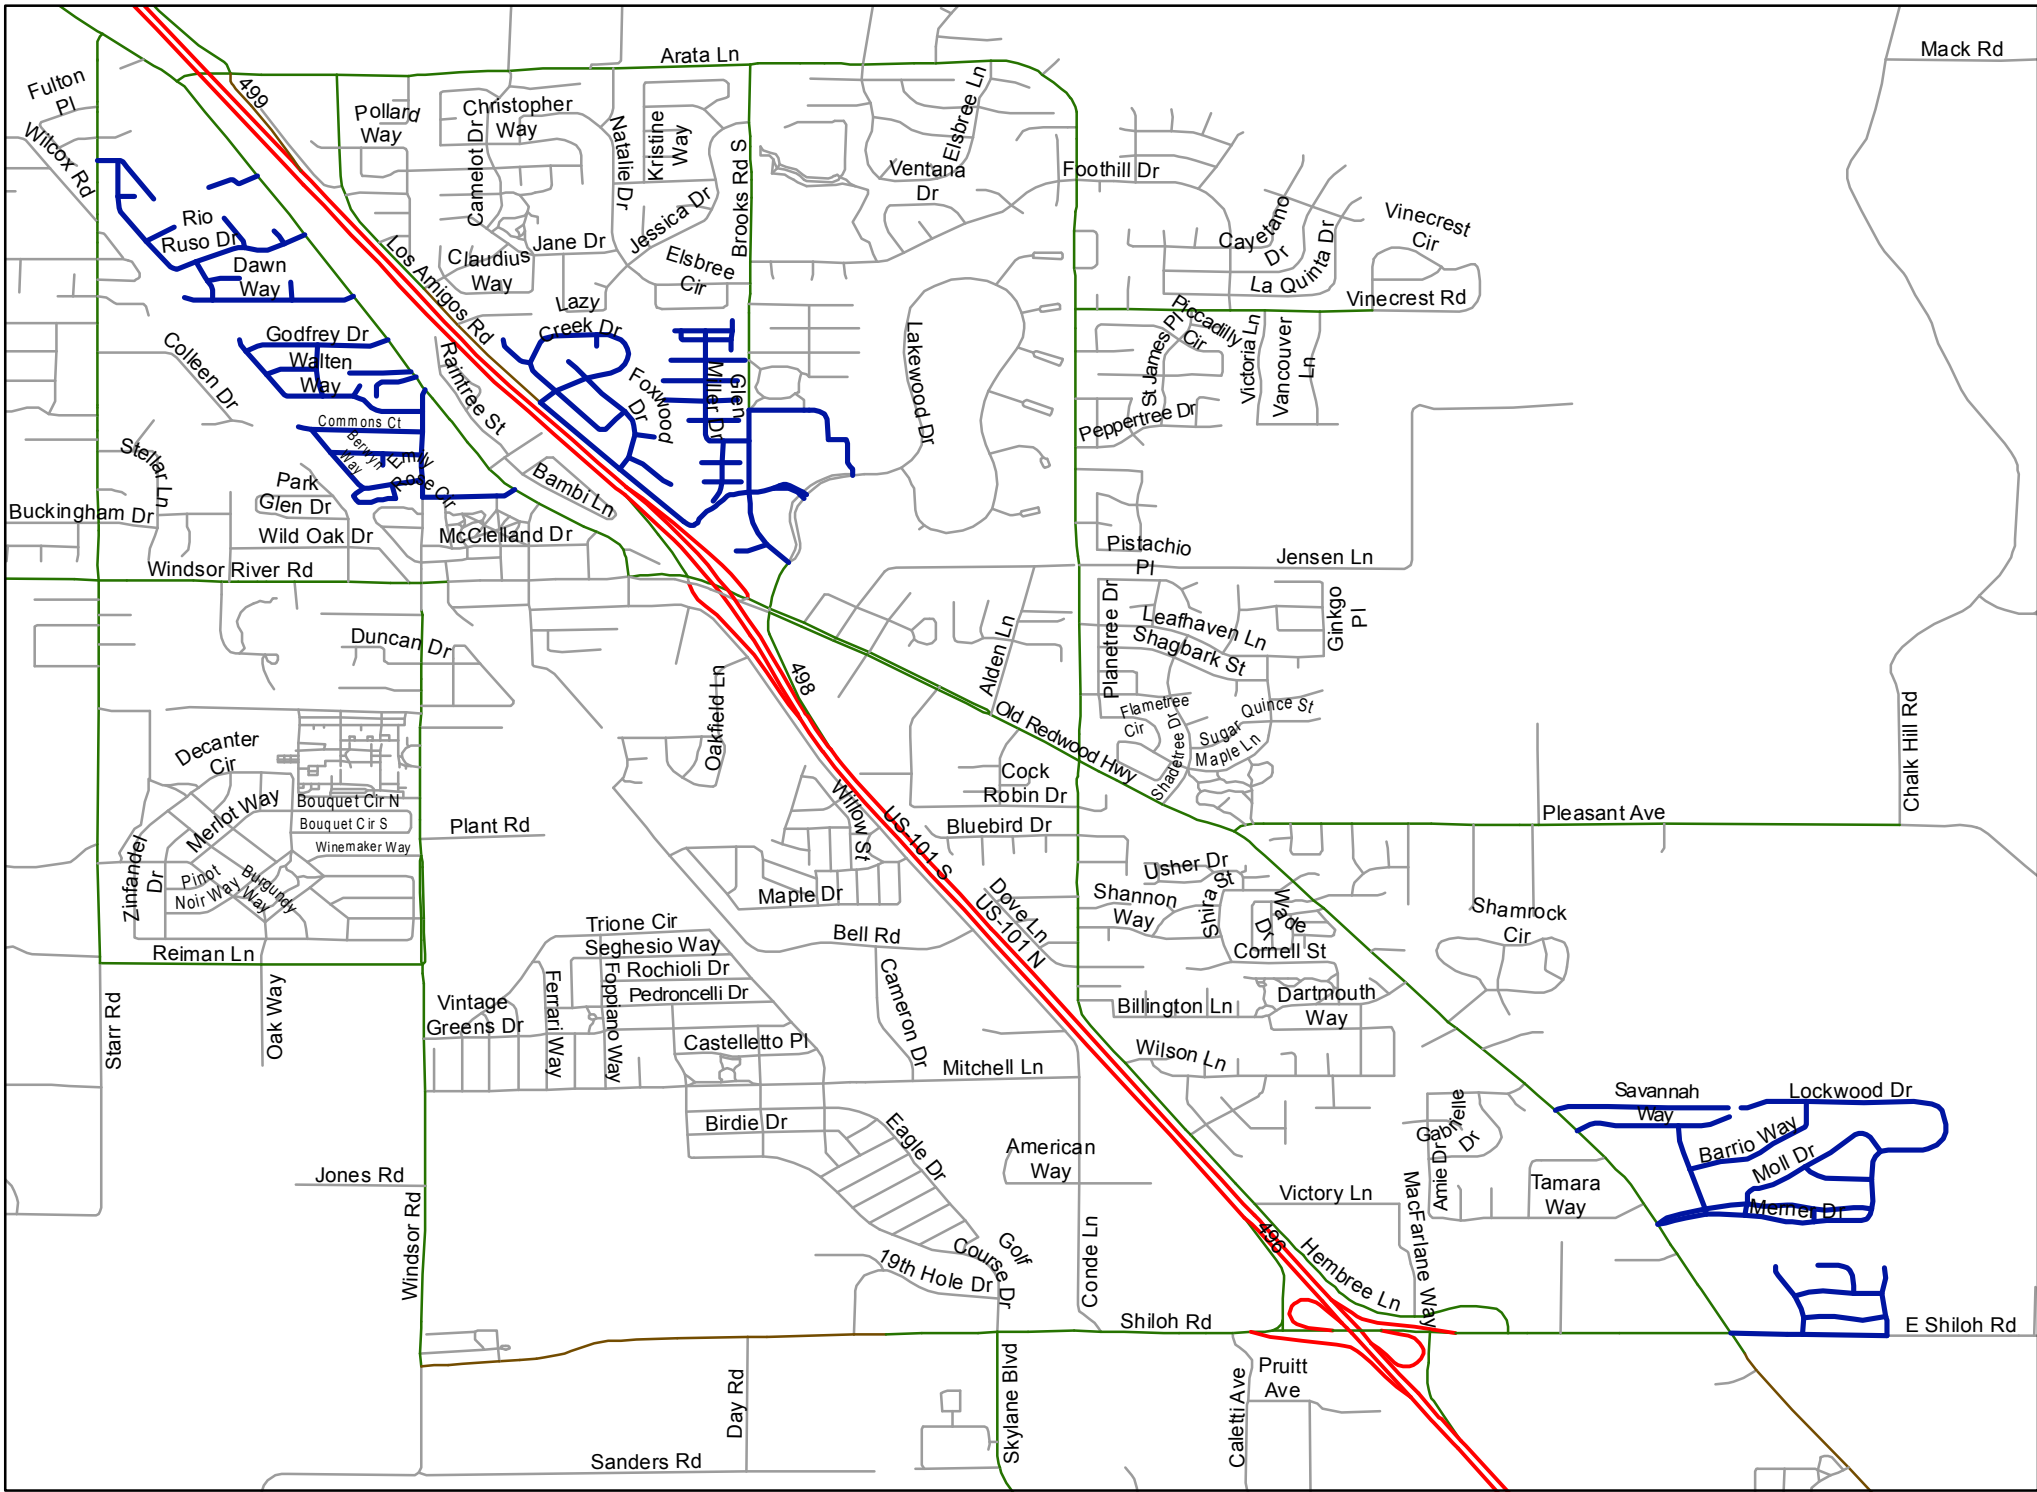 Arata Ln
Mack Rd
Fulton
Pl
499
Pollard
Way
Christopher
Way
Camelot Dr
Natalie Dr
Kristine
Way
Brooks Rd S
Elsbree Ln
Wilcox Rd
Ventana
Dr
Foothill Dr
Rio
Ruso Dr
Jessica Dr
Jane Dr
Cayetano
Dr
La Quinta Dr
Vinecrest
Cir
Claudius
Way
Los Amigos Rd
Elsbree
Cir
Dawn
Way
Vinecrest Rd
Lazy
Creek Dr
Godfrey Dr
Walten
Way
Colleen Dr
Raintree St
Foxwood
Dr
Miller Dr
Glen
Lakewood Dr
St James Pl
Piccadilly
Cir
Victoria Ln
Vancouver
Ln
Commons Ct
Berwyn
Way
Emily
Rose Cir
Peppertree Dr
Stellar Ln
Park
Glen Dr
Bambi Ln
Buckingham Dr
Wild Oak Dr
McClelland Dr
Pistachio
Pl
Jensen Ln
Windsor River Rd
Planetree Dr
Leafhaven Ln
Ginkgo
Pl
Shagbark St
Duncan Dr
Alden Ln
498
Oakfield Ln
Flametree
Cir
Quince St
Sugar
Maple Ln
Shadetree Dr
Old Redwood Hwy
Chalk Hill Rd
Decanter
Cir
Cock
Robin Dr
Merlot Way
Bouquet Cir N
Bouquet Cir S
Winemaker Way
Plant Rd
Willow St
US-101 S
Bluebird Dr
Pleasant Ave
Zinfandel
Dr
Pinot
Noir Way
Burgundy
Way
Maple Dr
Dove Ln
US-101 N
Usher Dr
Shannon
Way
Shira St
Wade
Dr
Cornell St
Shamrock
Cir
Reiman Ln
Trione Cir
Seghesio Way
Rochioli Dr
Pedroncelli Dr
Bell Rd
Starr Rd
Oak Way
Vintage
Greens Dr
Ferrari Way
Foppiano Way
Castelletto Pl
Cameron Dr
Billington Ln
Dartmouth
Way
Mitchell Ln
Wilson Ln
Savannah
Way
Lockwood Dr
Birdie Dr
Eagle Dr
American
Way
Gabrielle
Dr
Amie Dr
Barrio Way
Moll Dr
Merner Dr
Jones Rd
Windsor Rd
Victory Ln
MacFarlane Way
Tamara
Way
Conde Ln
496
Hembree Ln
Golf
Course Dr
19th Hole Dr
Shiloh Rd
E Shiloh Rd
Day Rd
Skylane Blvd
Caletti Ave
Pruitt
Ave
Sanders Rd